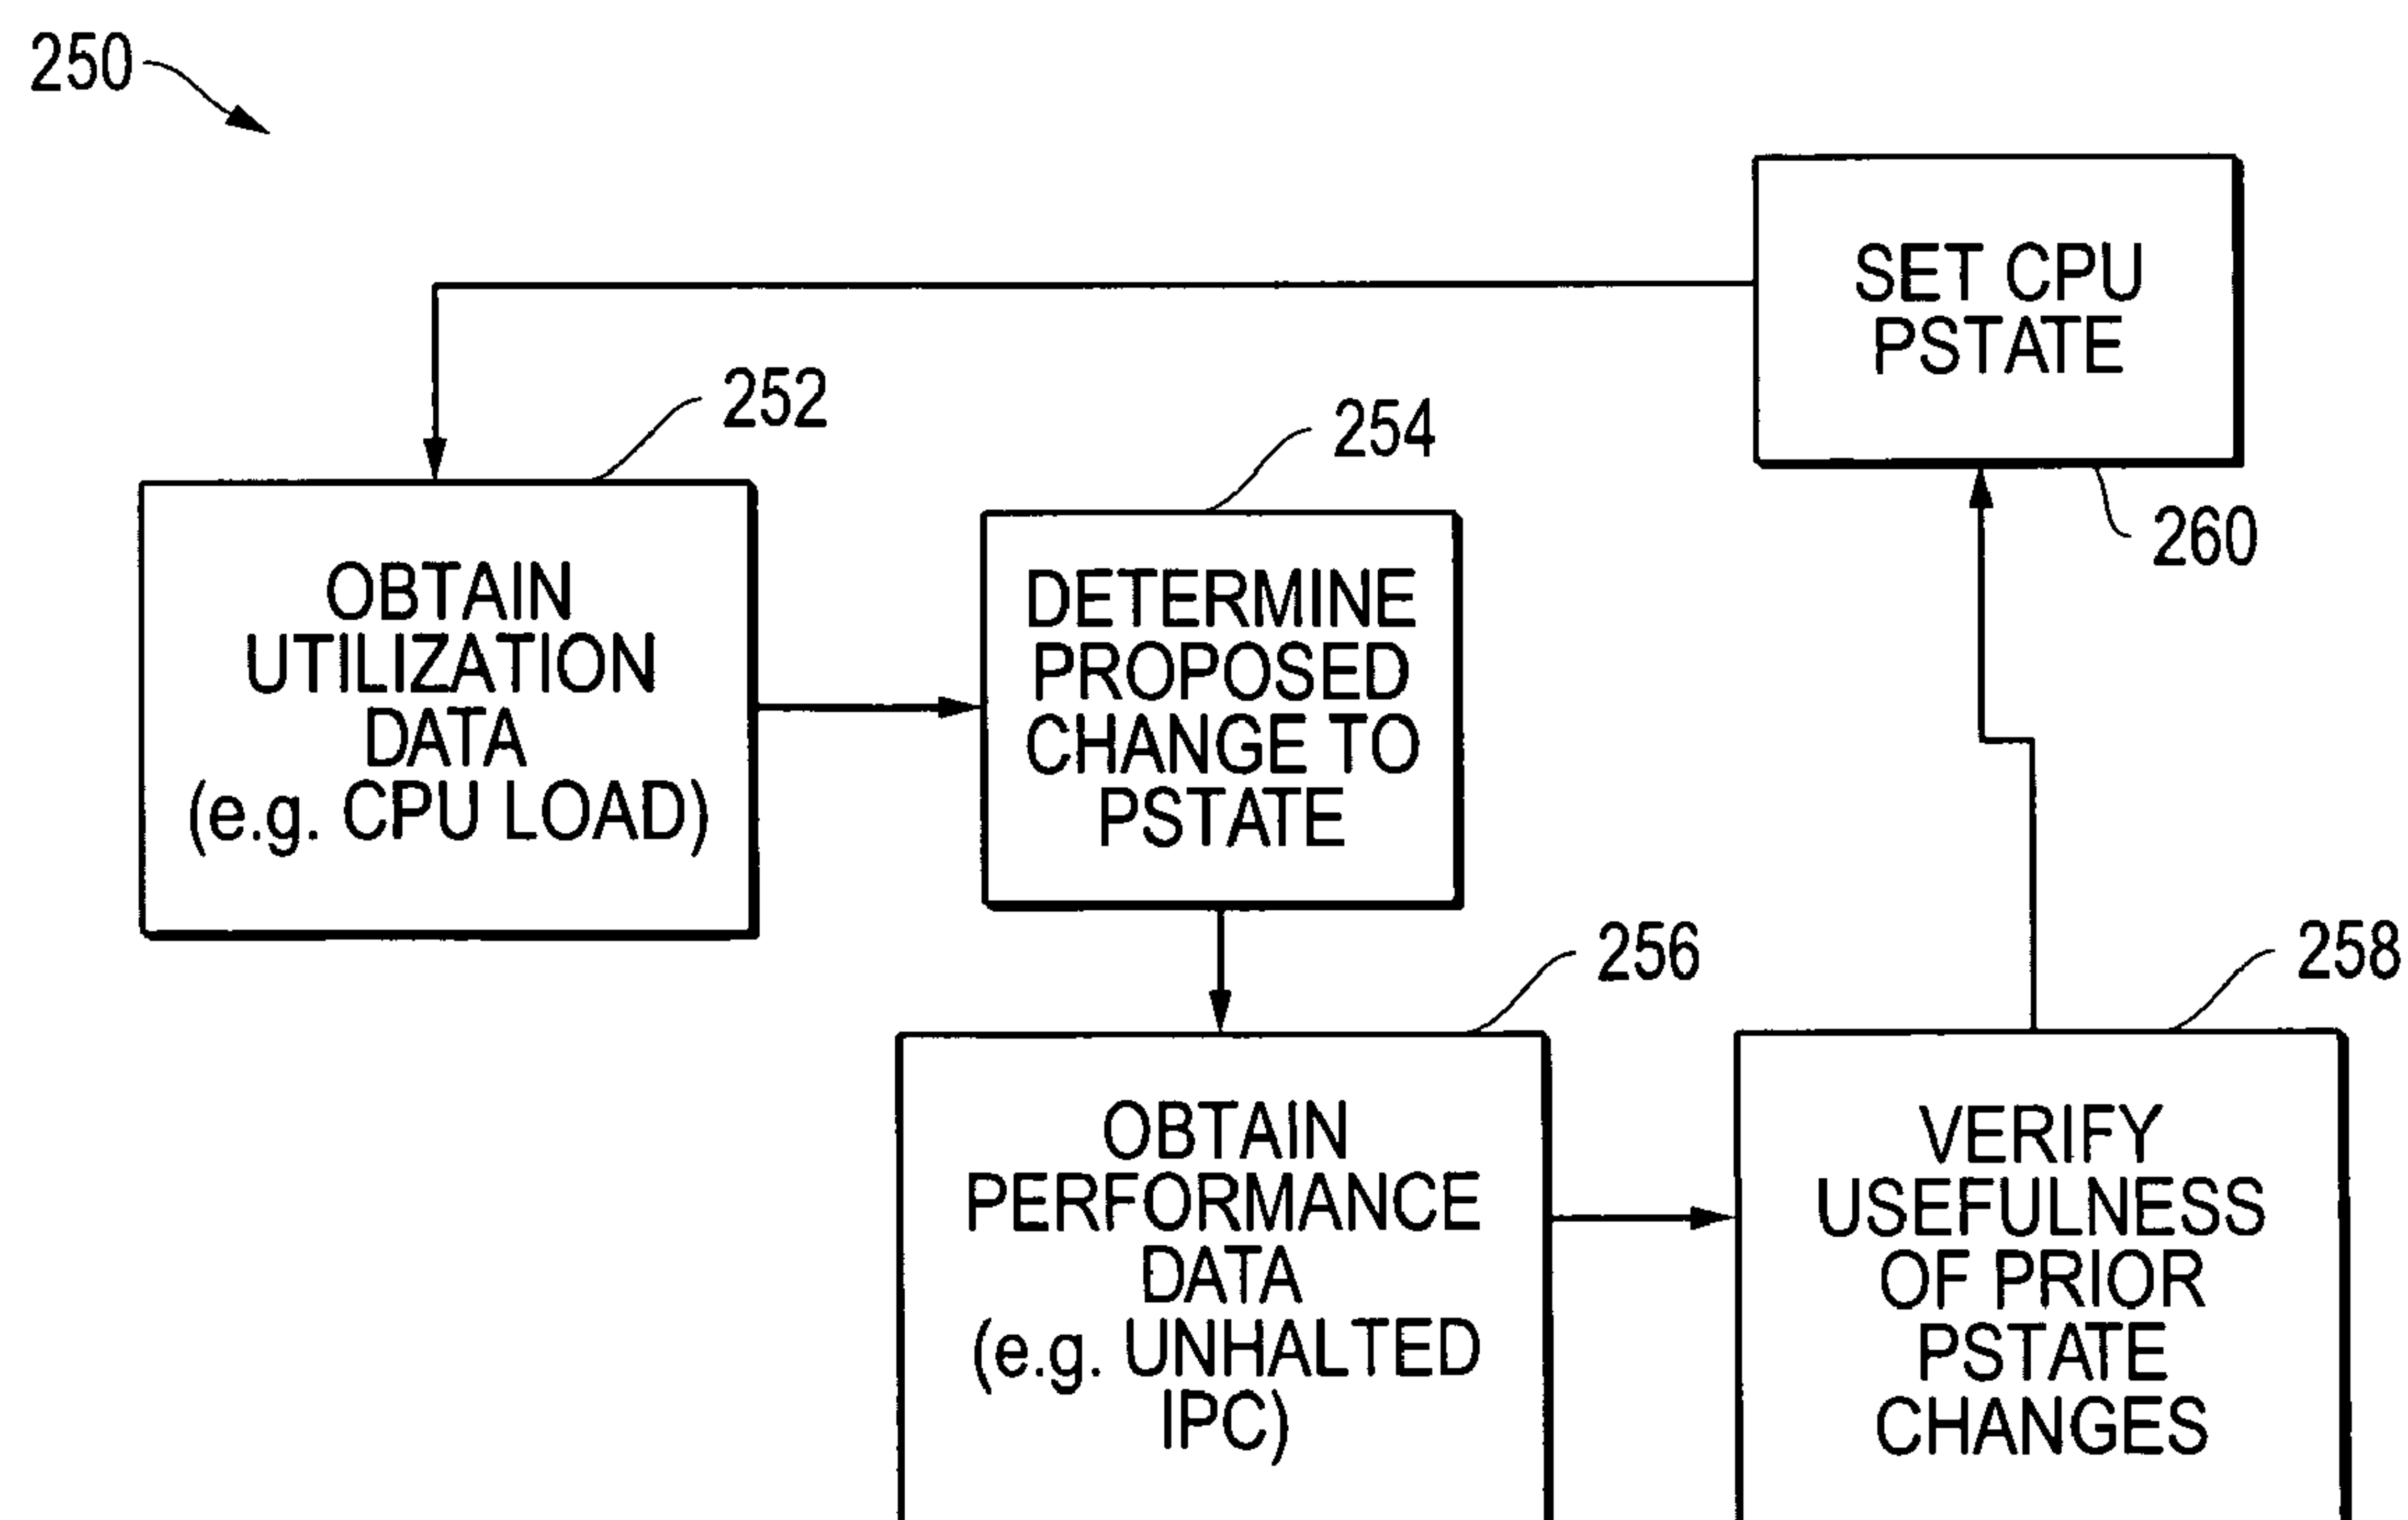 250
SET CPU
PSTATE
260
252
OBTAIN
UTILIZATION
DATA
(e.g. CPU LOAD)
254
DETERMINE
PROPOSED
CHANGE TO
PSTATE
256
OBTAIN
PERFORMANCE
DATA
(e.g. UNHALTED
IPC)
258
VERIFY
USEFULNESS
OF PRIOR
PSTATE
CHANGES